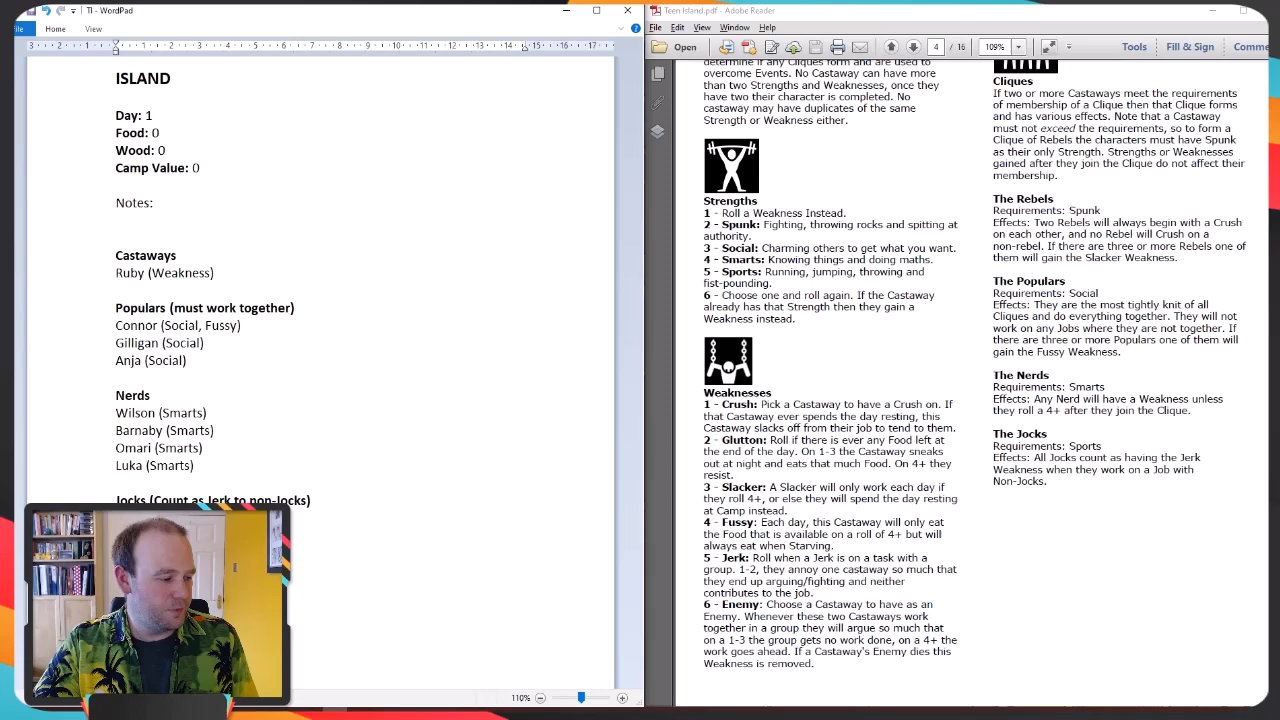 TI - WordPad
File
Home
View
3 2 1 1 2 3 4 5 6 7 8 9 10 11 12 13 14 15 16 17
ISLAND
Day: 1
Food: 0
Wood: 0
Camp Value: 0
Notes:
Castaways
Ruby (Weakness)
Populars (must work together)
Connor (Social, Fussy)
Gilligan (Social)
Anja (Social)
Nerds
Wilson (Smarts)
Barnaby (Smarts)
Omari (Smarts)
Luka (Smarts)
Jocks (Count as Jerk to non-Jocks)
110%
Teen Island.pdf - Adobe Reader
File Edit View Window Help
Open
4 / 16
109%
Tools
Fill & Sign
Comme
determine if any Cliques form and are used to
overcome Events. No Castaway can have more
than two Strengths and Weaknesses, once they
have two their character is completed. No
castaway may have duplicates of the same
Strength or Weakness either.
Strengths
1 - Roll a Weakness Instead.
2 - Spunk: Fighting, throwing rocks and spitting at
authority.
3 - Social: Charming others to get what you want.
4 - Smarts: Knowing things and doing maths.
5 - Sports: Running, jumping, throwing and
fist-pounding.
6 - Choose one and roll again. If the Castaway
already has that Strength then they gain a
Weakness instead.
Weaknesses
1 - Crush: Pick a Castaway to have a Crush on. If
that Castaway ever spends the day resting, this
Castaway slacks off from their job to tend to them.
2 - Glutton: Roll if there is ever any Food left at
the end of the day. On 1-3 the Castaway sneaks
out at night and eats that much Food. On 4+ they
resist.
3 - Slacker: A Slacker will only work each day if
they roll 4+, or else they will spend the day resting
at Camp instead.
4 - Fussy: Each day, this Castaway will only eat
the Food that is available on a roll of 4+ but will
always eat when Starving.
5 - Jerk: Roll when a Jerk is on a task with a
group. 1-2, they annoy one castaway so much that
they end up arguing/fighting and neither
contributes to the job.
6 - Enemy: Choose a Castaway to have as an
Enemy. Whenever these two Castaways work
together in a group they will argue so much that
on a 1-3 the group gets no work done, on a 4+ the
work goes ahead. If a Castaway's Enemy dies this
Weakness is removed.
Cliques
If two or more Castaways meet the requirements
of membership of a Clique then that Clique forms
and has various effects. Note that a Castaway
must not exceed the requirements, so to form a
Clique of Rebels the characters must have Spunk
as their only Strength. Strengths or Weaknesses
gained after they join the Clique do not affect their
membership.
The Rebels
Requirements: Spunk
Effects: Two Rebels will always begin with a Crush
on each other, and no Rebel will Crush on a
non-rebel. If there are three or more Rebels one of
them will gain the Slacker Weakness.
The Populars
Requirements: Social
Effects: They are the most tightly knit of all
Cliques and do everything together. They will not
work on any Jobs where they are not together. If
there are three or more Populars one of them will
gain the Fussy Weakness.
The Nerds
Requirements: Smarts
Effects: Any Nerd will have a Weakness unless
they roll a 4+ after they join the Clique.
The Jocks
Requirements: Sports
Effects: All Jocks count as having the Jerk
Weakness when they work on a Job with
Non-Jocks.